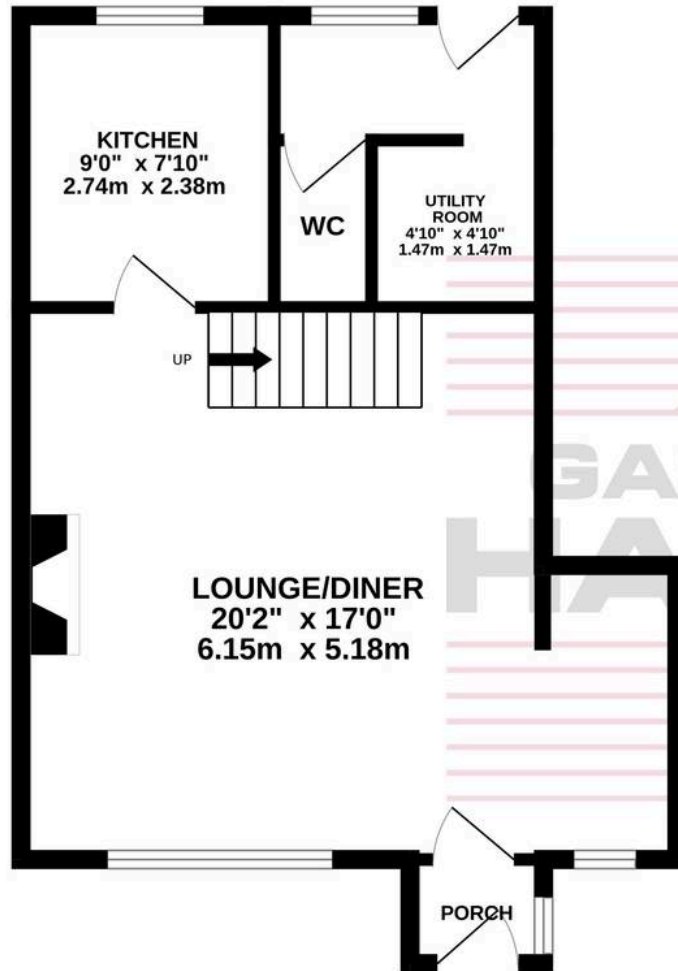 KITCHEN
9'0" x 7'10"
2.74m x 2.38m
WC
UTILITY
ROOM
4'10" x 4'10"
1.47m x 1.47m
UP
LOUNGE/DINER
20'2" x 17'0"
6.15m x 5.18m
PORCH